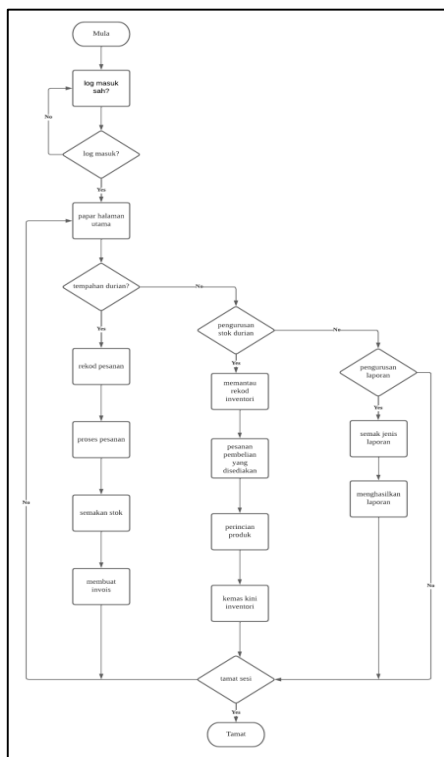 Mula
log masuk
sah?
No
log masuk?
Yes
papar halaman
utama
tempahan durian?
No
Yes
pengurusan
stok durian
No
Yes
pengurusan
laporan
Yes
rekod pesanan
memantau
rekod
inventori
semak jenis
laporan
proses pesanan
pesanan
pembelian
yang
disediakan
menghasilkan
laporan
No
semakan stok
perincian
produk
membuat
invois
kemas kini
inventori
No
tamat sesi
Yes
Tamat